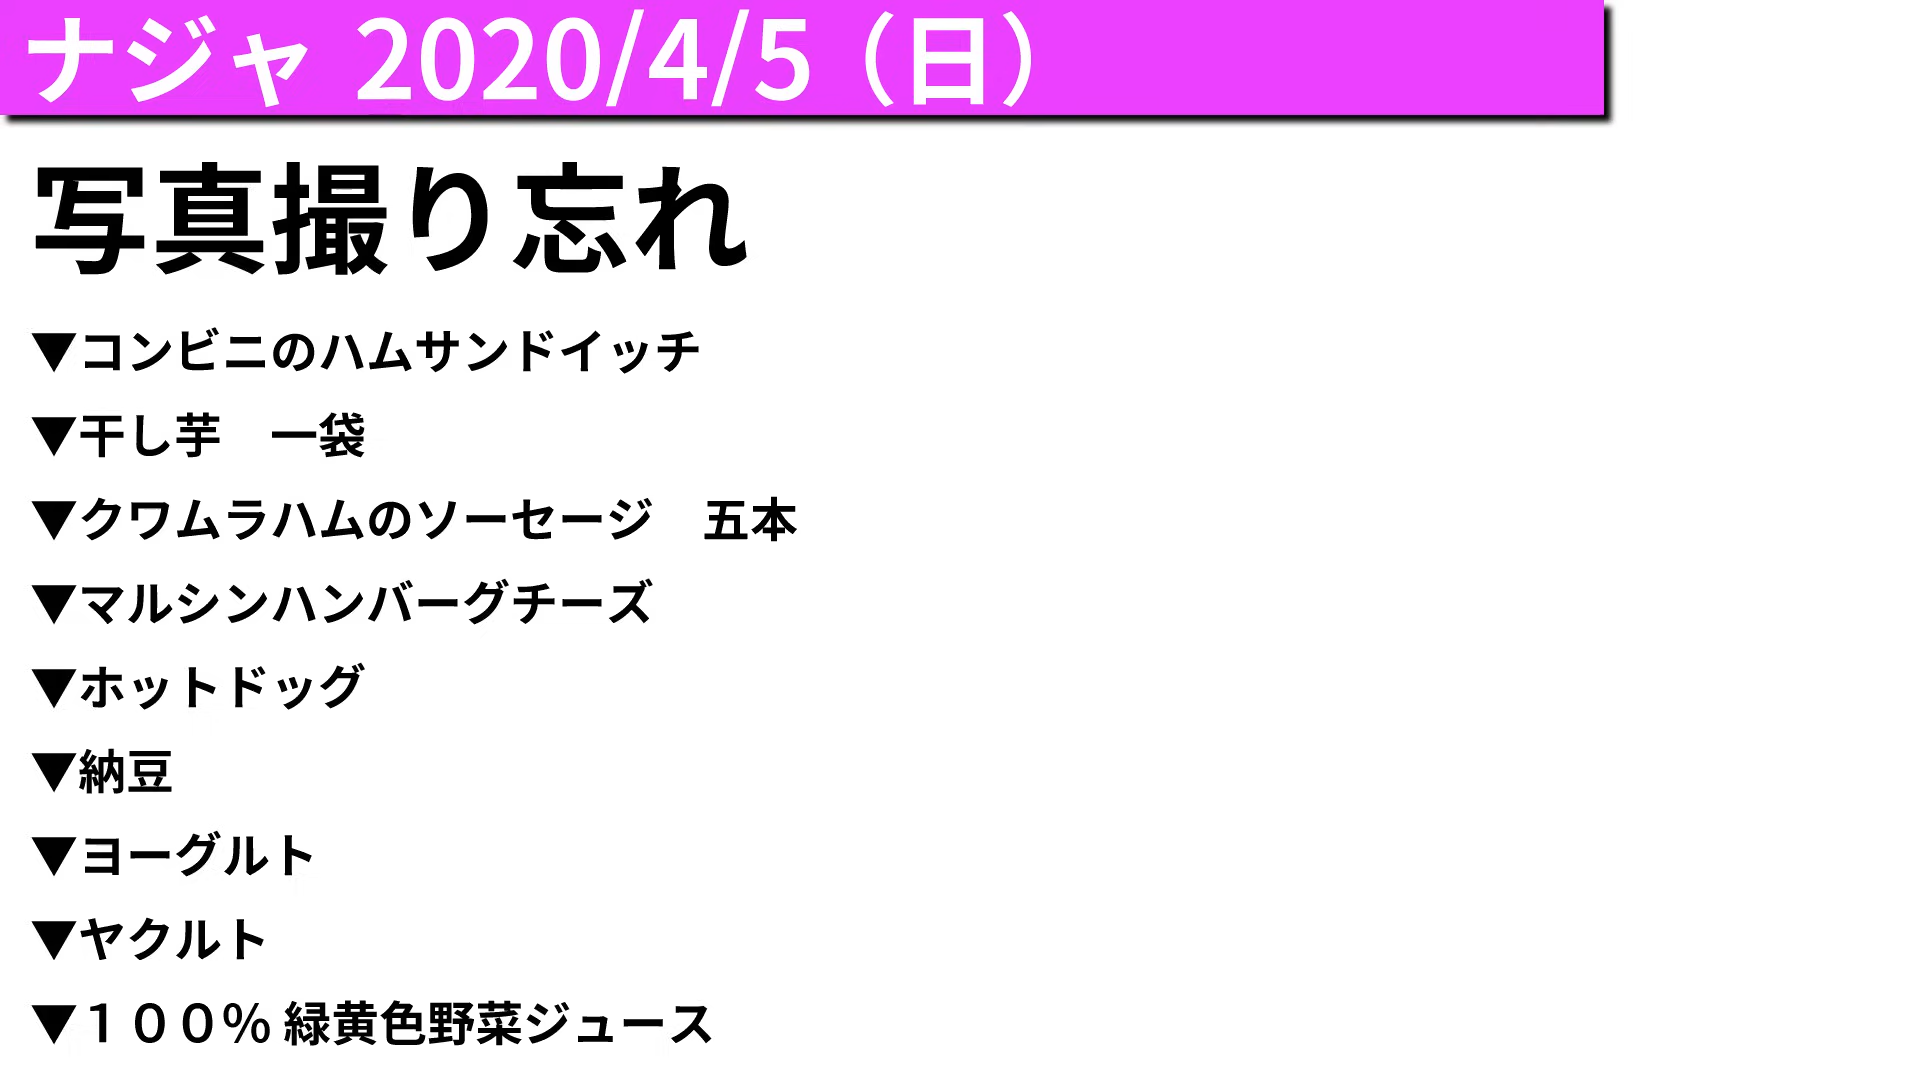 ナジャ 2020/4/5（日）
写真撮り忘れ
▼コンビニのハムサンドイッチ
▼干し芋　一袋
▼クワムラハムのソーセージ　五本
▼マルシンハンバーグチーズ
▼ホットドッグ
▼納豆
▼ヨーグルト
▼ヤクルト
▼１００％緑黄色野菜ジュース